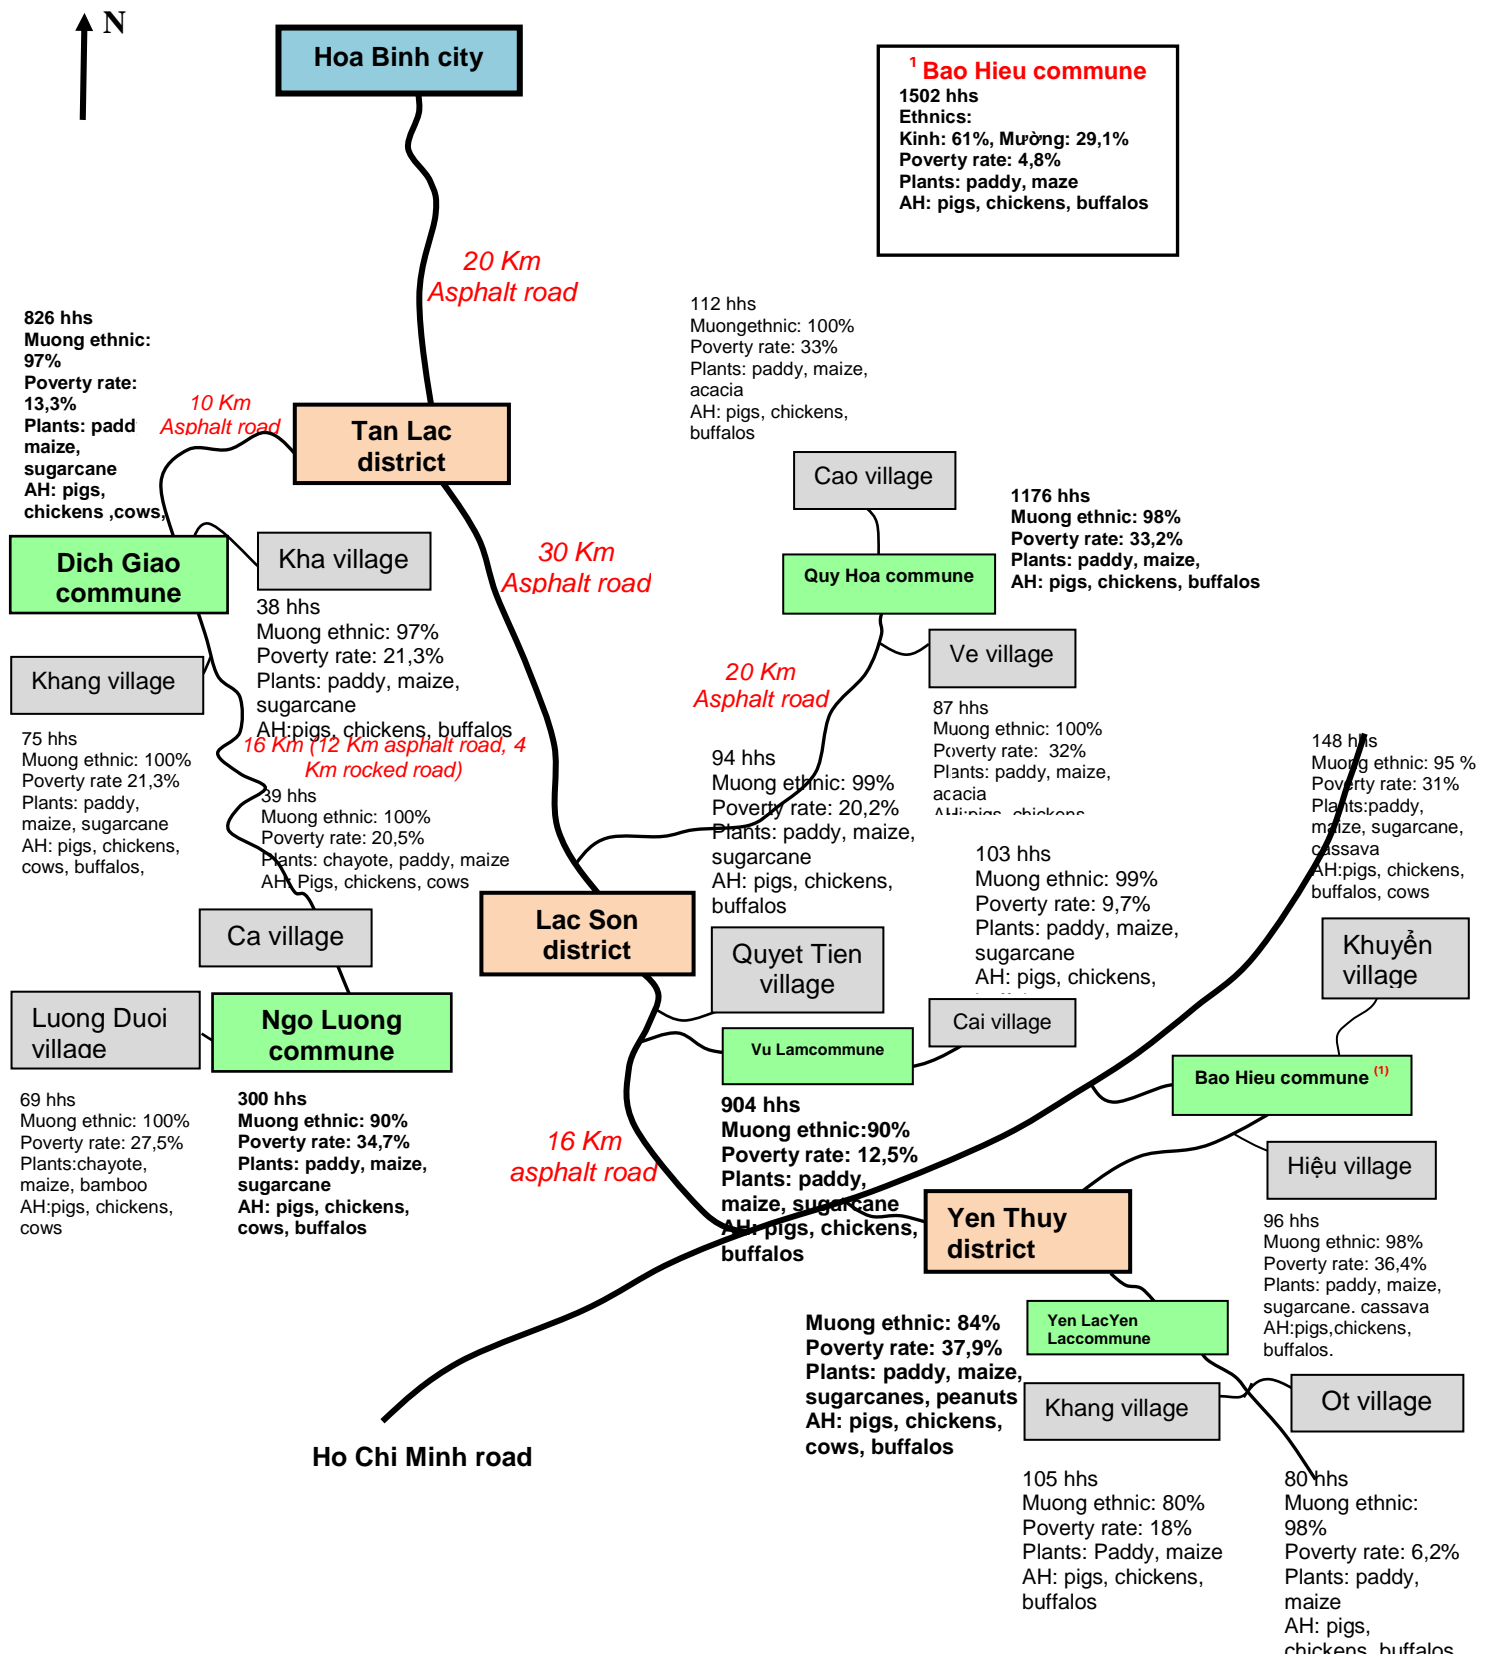 N
Hoa Binh city
1 Bao Hieu commune
1502 hhs
Ethnics:
Kinh: 61%, Mường: 29,1%
Poverty rate: 4,8%
Plants: paddy, maze
AH: pigs, chickens, buffalos
20 Km
Asphalt road
826 hhs
Muong ethnic:
97%
Poverty rate:
13,3%
Plants: padd
maize,
sugarcane
AH: pigs,
chickens ,cows,
10 Km
Asphalt road
Tan Lac
district
112 hhs
Muongethnic: 100%
Poverty rate: 33%
Plants: paddy, maize,
acacia
AH: pigs, chickens,
buffalos
Cao village
1176 hhs
Muong ethnic: 98%
Poverty rate: 33,2%
Plants: paddy, maize,
AH: pigs, chickens, buffalos
Dich Giao
commune
Kha village
30 Km
Asphalt road
Quy Hoa commune
38 hhs
Muong ethnic: 97%
Poverty rate: 21,3%
Plants: paddy, maize,
sugarcane
AH:pigs, chickens, buffalos
Khang village
Ve village
20 Km
Asphalt road
75 hhs
Muong ethnic: 100%
Poverty rate 21,3%
Plants: paddy,
maize, sugarcane
AH: pigs, chickens,
cows, buffalos,
16 Km (12 Km asphalt road, 4
Km rocked road)
39 hhs
Muong ethnic: 100%
Poverty rate: 20,5%
Plants: chayote, paddy, maize
AH: Pigs, chickens, cows
94 hhs
Muong ethnic: 99%
Poverty rate: 20,2%
Plants: paddy, maize,
sugarcane
AH: pigs, chickens,
buffalos
87 hhs
Muong ethnic: 100%
Poverty rate: 32%
Plants: paddy, maize,
acacia
AH:pigs, chickens
148 hhs
Muong ethnic: 95 %
Poverty rate: 31%
Plants:paddy,
maize, sugarcane,
cassava
AH:pigs, chickens,
buffalos, cows
103 hhs
Muong ethnic: 99%
Poverty rate: 9,7%
Plants: paddy, maize,
sugarcane
AH: pigs, chickens,
Ca village
Lac Son
district
Quyet Tien
village
Khuyển
village
Luong Duoi
village
Ngo Luong
commune
Vu Lamcommune
Cai village
Bao Hieu commune (1)
69 hhs
Muong ethnic: 100%
Poverty rate: 27,5%
Plants:chayote,
maize, bamboo
AH:pigs, chickens,
cows
300 hhs
Muong ethnic: 90%
Poverty rate: 34,7%
Plants: paddy, maize,
sugarcane
AH: pigs, chickens,
cows, buffalos
16 Km
asphalt road
904 hhs
Muong ethnic:90%
Poverty rate: 12,5%
Plants: paddy,
maize, sugarcane
AH: pigs, chickens,
buffalos
Hiệu village
Yen Thuy
district
96 hhs
Muong ethnic: 98%
Poverty rate: 36,4%
Plants: paddy, maize,
sugarcane. cassava
AH:pigs,chickens,
buffalos.
Muong ethnic: 84%
Poverty rate: 37,9%
Plants: paddy, maize,
sugarcanes, peanuts
AH: pigs, chickens,
cows, buffalos
Yen LacYen
Laccommune
Khang village
Ot village
Ho Chi Minh road
105 hhs
Muong ethnic: 80%
Poverty rate: 18%
Plants: Paddy, maize
AH: pigs, chickens,
buffalos
80 hhs
Muong ethnic:
98%
Poverty rate: 6,2%
Plants: paddy,
maize
AH: pigs,
chickens, buffalos